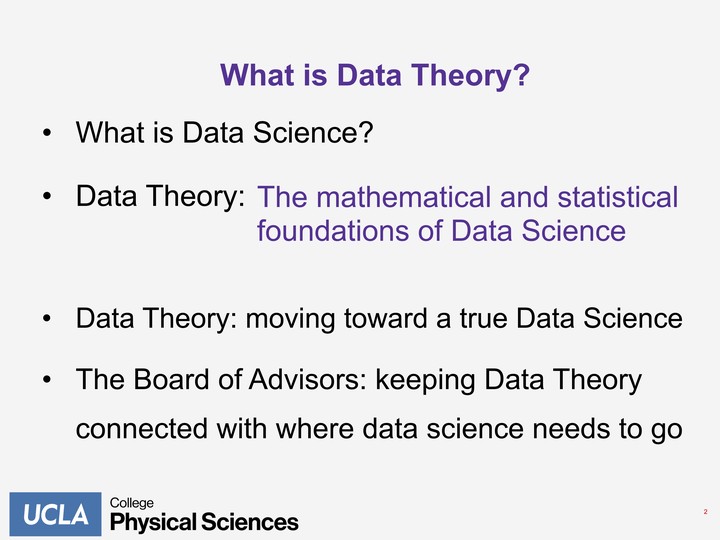 What is Data Theory?
• What is Data Science?
• Data Theory: The mathematical and statistical
foundations of Data Science
• Data Theory: moving toward a true Data Science
• The Board of Advisors: keeping Data Theory
connected with where data science needs to go
UCLA College
Physical Sciences
2